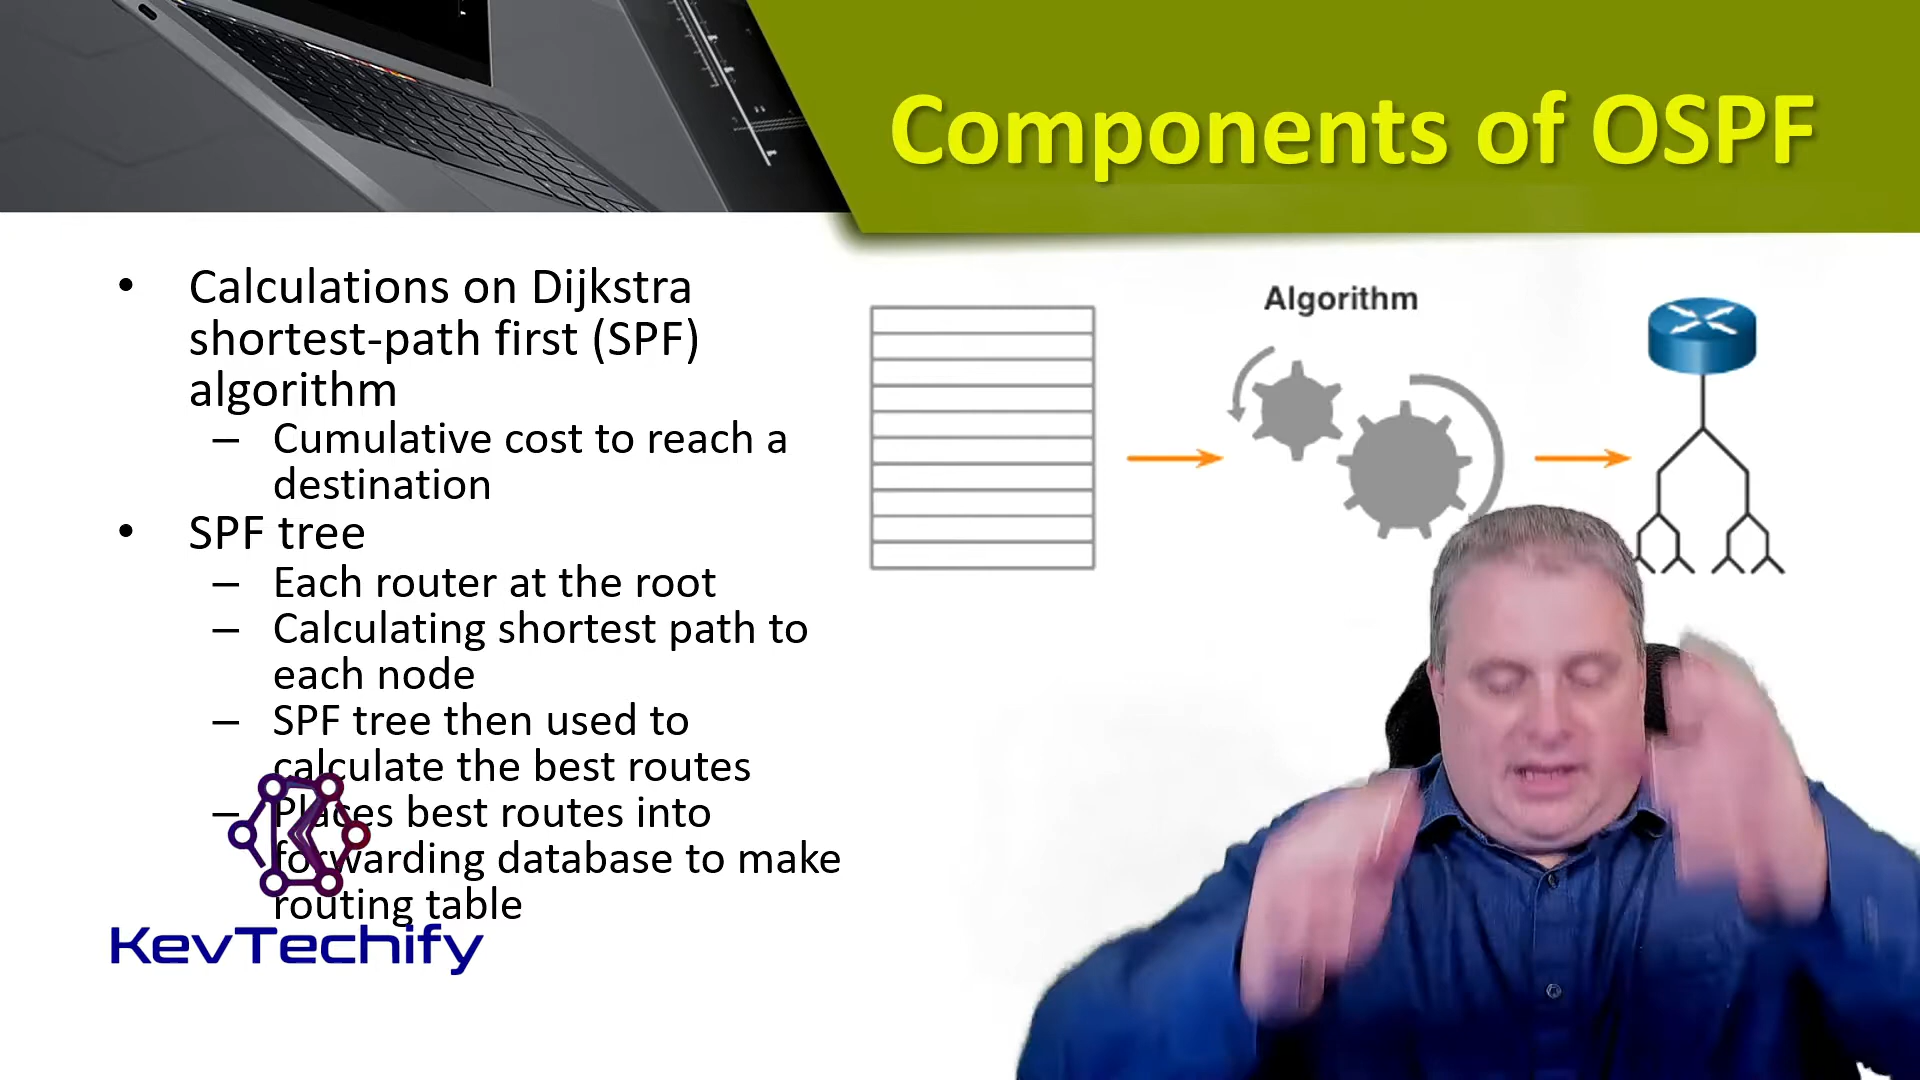 Components of OSPF
• Calculations on Dijkstra
shortest-path first (SPF)
algorithm
– Cumulative cost to reach a
destination
• SPF tree
– Each router at the root
– Calculating shortest path to
each node
– SPF tree then used to
calculate the best routes
– Places best routes into
forwarding database to make
routing table
KevTechify
Algorithm